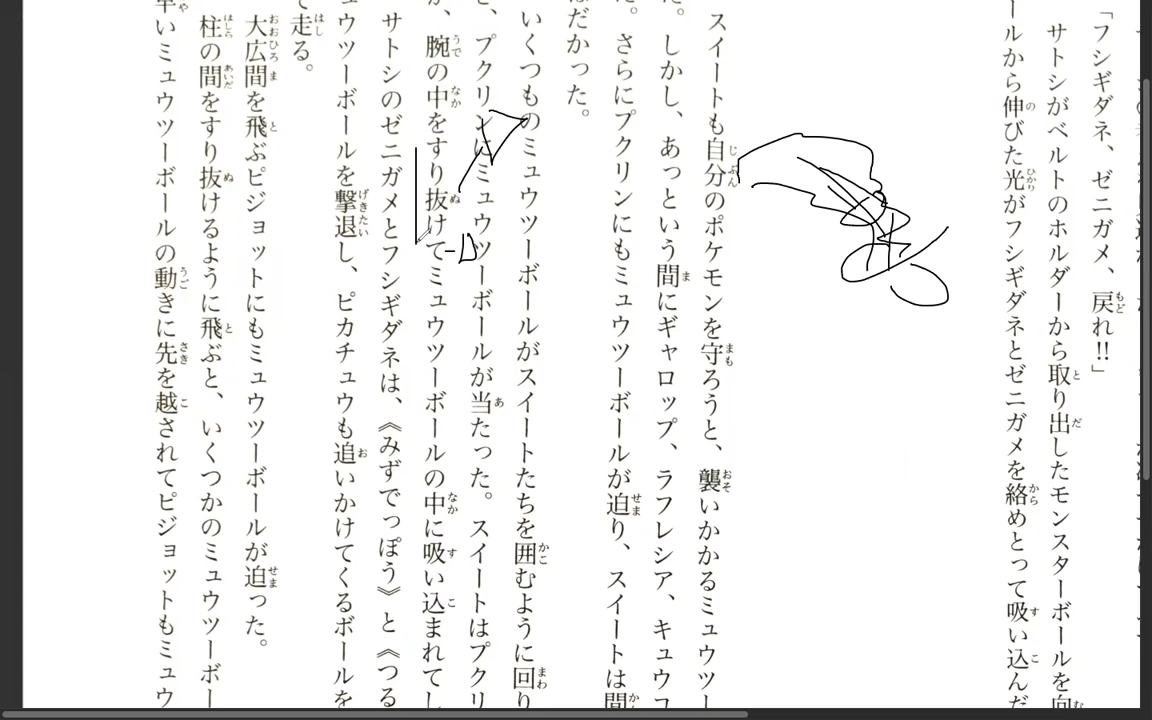 「フシギダネ、ゼニガメ、戻れ!!」
サトシがベルトのホルダーから取り出したモンスターボールを向
ールから伸びた光がフシギダネとゼニガメを絡めとって吸い込んだ
スイートも自分のポケモンを守ろうと、襲いかかるミュウツー
た。しかし、あっという間にギャロップ、ラフレシア、キュウコ
た。さらにプクリンにもミュウツーボールが迫り、スイートは間
はだかった。
いくつものミュウツーボールがスイートたちを囲むように回り
と、プクリンにミュウツーボールが当たった。スイートはプクリ
が、腕の中をすり抜けてミュウツーボールの中に吸い込まれてし
サトシのゼニガメとフシギダネは、《みずでっぽう》と《つる
ュウツーボールを撃退し、ピカチュウも追いかけてくるボールを
て走る。
大広間を飛ぶピジョットにもミュウツーボールが迫った。
柱の間をすり抜けるように飛ぶと、いくつかのミュウツーボー
早いミュウツーボールの動きに先を越されてピジョットもミュウ